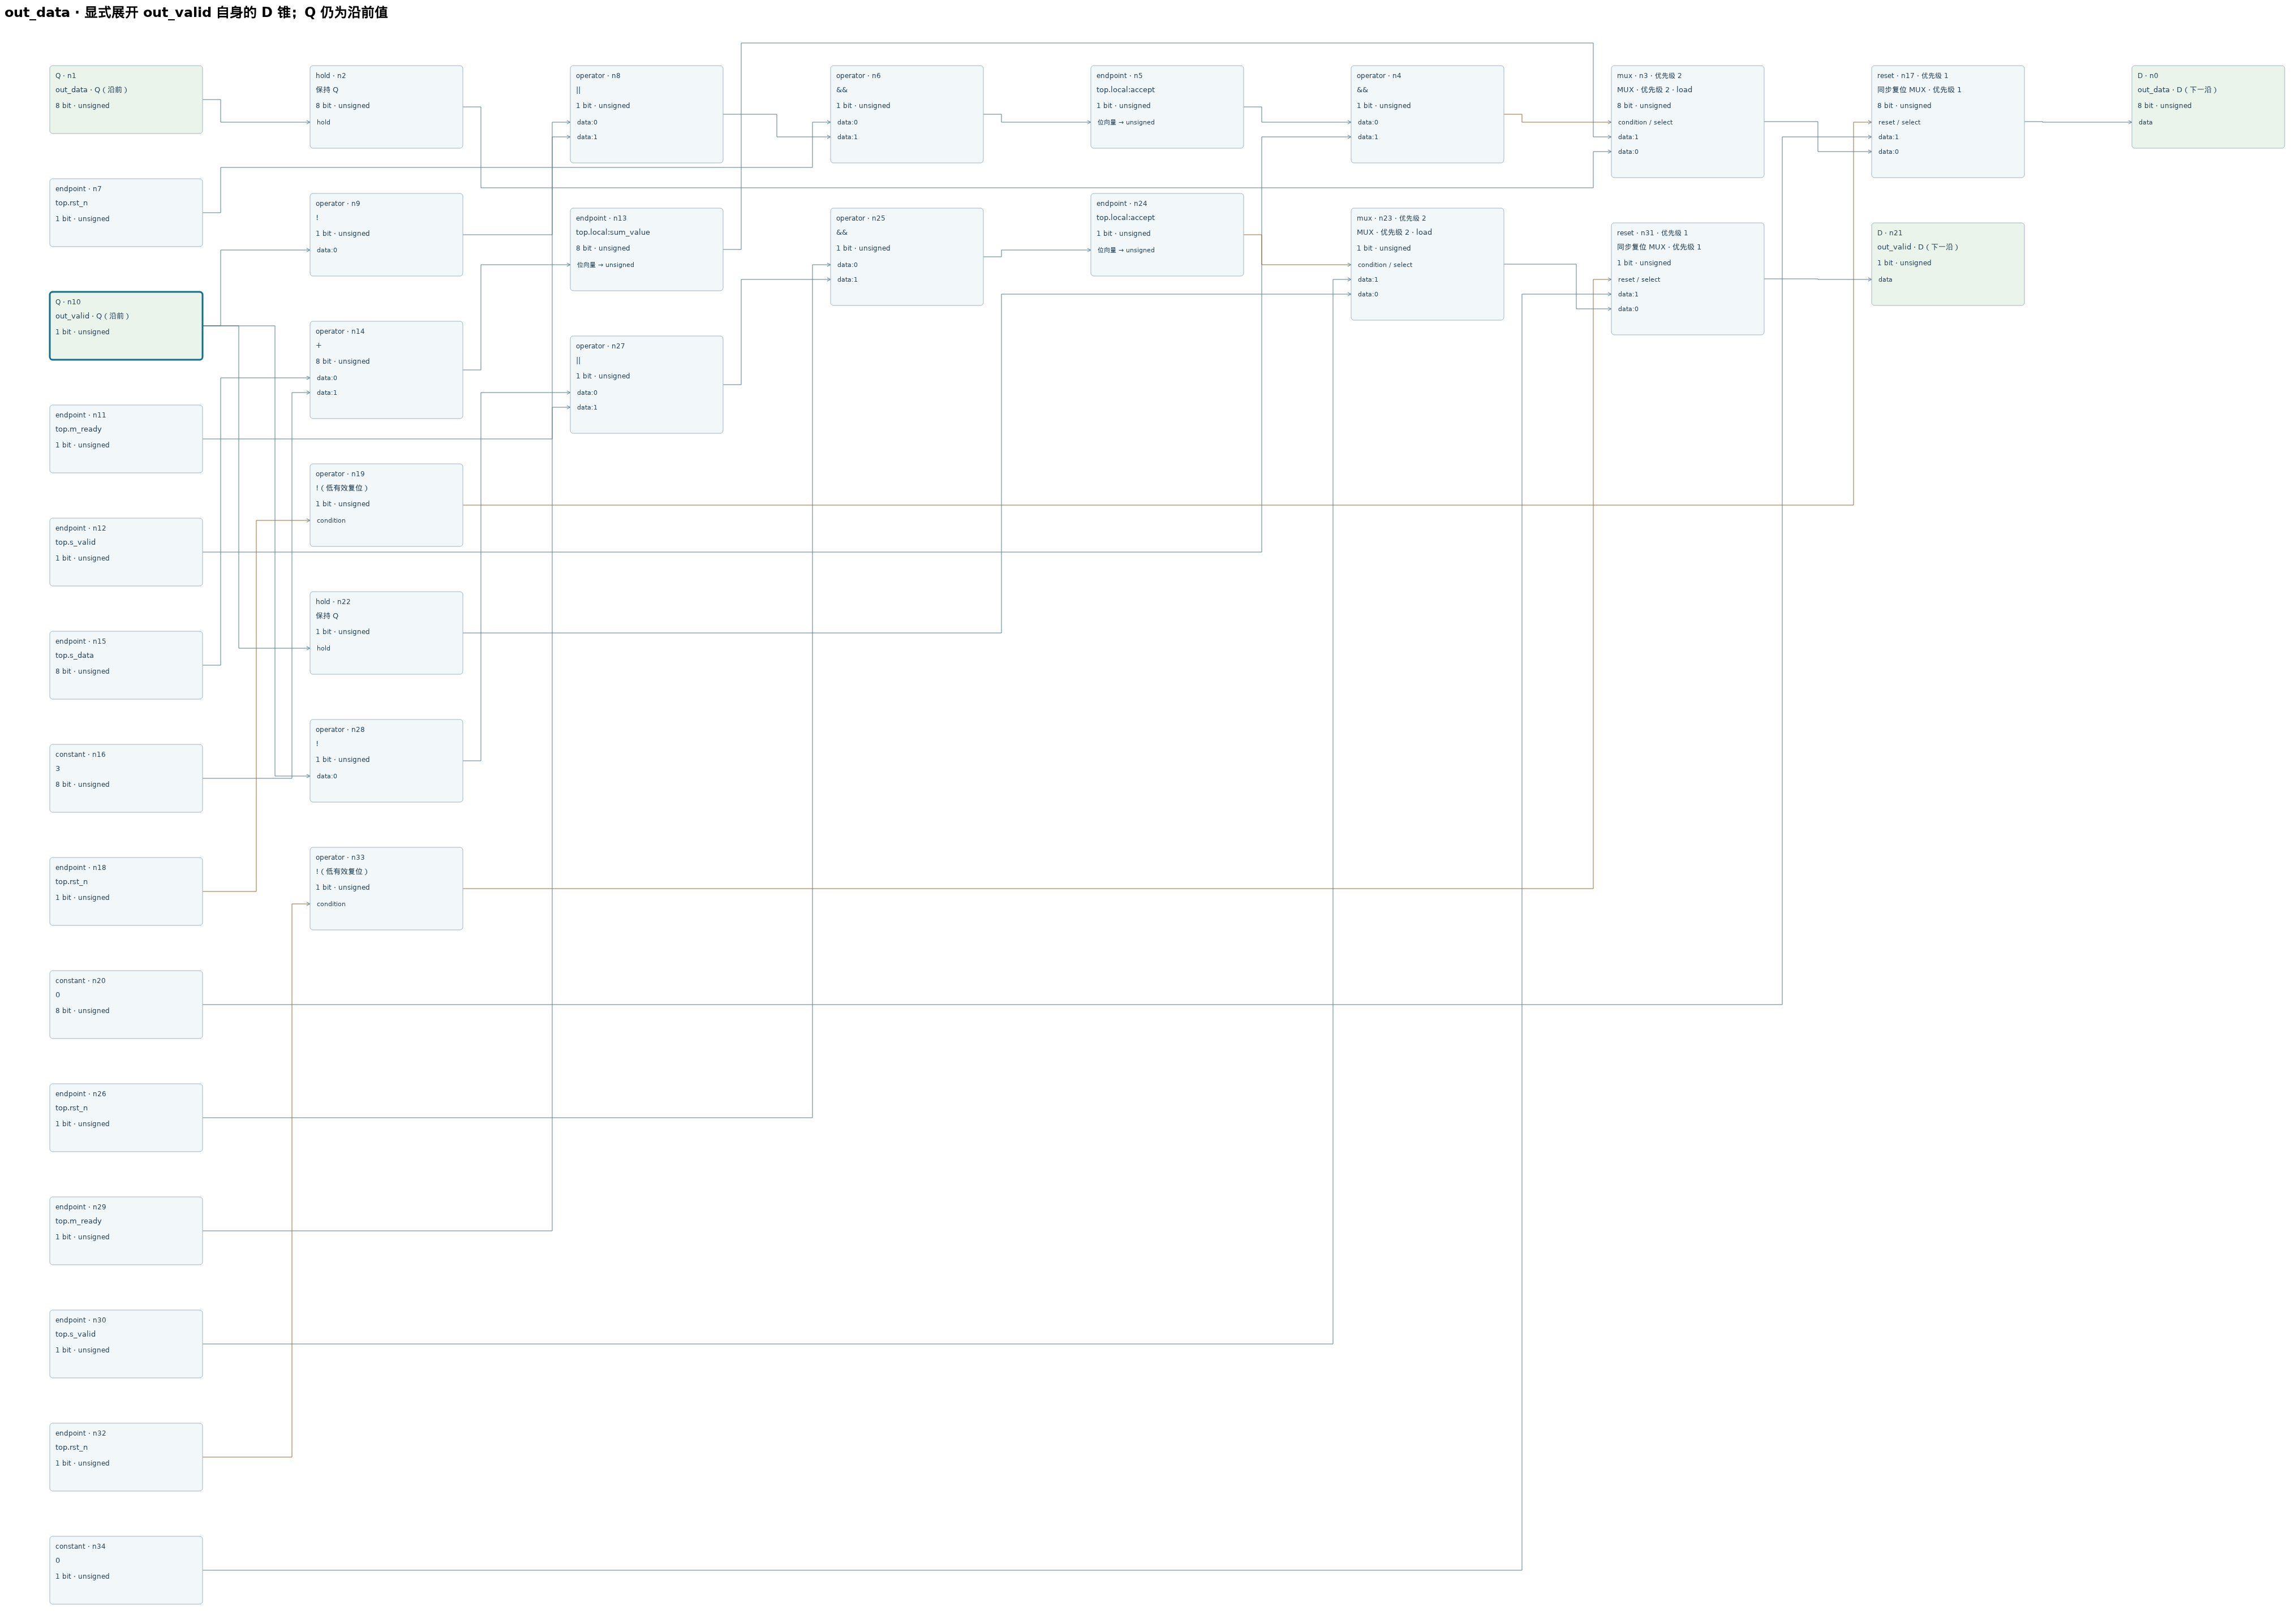 out_data · 显式展开 out_valid 自身的 D 锥；Q 仍为沿前值
Q · n1
out_data · Q（沿前）
8 bit · unsigned
hold · n2
保持 Q
8 bit · unsigned
hold
operator · n8
||
1 bit · unsigned
data:0
data:1
operator · n6
&&
1 bit · unsigned
data:0
data:1
endpoint · n5
top.local:accept
1 bit · unsigned
位向量 → unsigned
operator · n4
&&
1 bit · unsigned
data:0
data:1
mux · n3 · 优先级 2
MUX · 优先级 2 · load
8 bit · unsigned
condition / select
data:1
data:0
reset · n17 · 优先级 1
同步复位 MUX · 优先级 1
8 bit · unsigned
reset / select
data:1
data:0
D · n0
out_data · D（下一沿）
8 bit · unsigned
data
endpoint · n7
top.rst_n
1 bit · unsigned
operator · n9
!
1 bit · unsigned
data:0
endpoint · n13
top.local:sum_value
8 bit · unsigned
位向量 → unsigned
operator · n25
&&
1 bit · unsigned
data:0
data:1
endpoint · n24
top.local:accept
1 bit · unsigned
位向量 → unsigned
mux · n23 · 优先级 2
MUX · 优先级 2 · load
1 bit · unsigned
condition / select
data:1
data:0
reset · n31 · 优先级 1
同步复位 MUX · 优先级 1
1 bit · unsigned
reset / select
data:1
data:0
D · n21
out_valid · D（下一沿）
1 bit · unsigned
data
Q · n10
out_valid · Q（沿前）
1 bit · unsigned
operator · n14
+
8 bit · unsigned
data:0
data:1
operator · n27
||
1 bit · unsigned
data:0
data:1
endpoint · n11
top.m_ready
1 bit · unsigned
operator · n19
!（低有效复位）
1 bit · unsigned
condition
endpoint · n12
top.s_valid
1 bit · unsigned
hold · n22
保持 Q
1 bit · unsigned
hold
endpoint · n15
top.s_data
8 bit · unsigned
operator · n28
!
1 bit · unsigned
data:0
constant · n16
3
8 bit · unsigned
operator · n33
!（低有效复位）
1 bit · unsigned
condition
endpoint · n18
top.rst_n
1 bit · unsigned
constant · n20
0
8 bit · unsigned
endpoint · n26
top.rst_n
1 bit · unsigned
endpoint · n29
top.m_ready
1 bit · unsigned
endpoint · n30
top.s_valid
1 bit · unsigned
endpoint · n32
top.rst_n
1 bit · unsigned
constant · n34
0
1 bit · unsigned